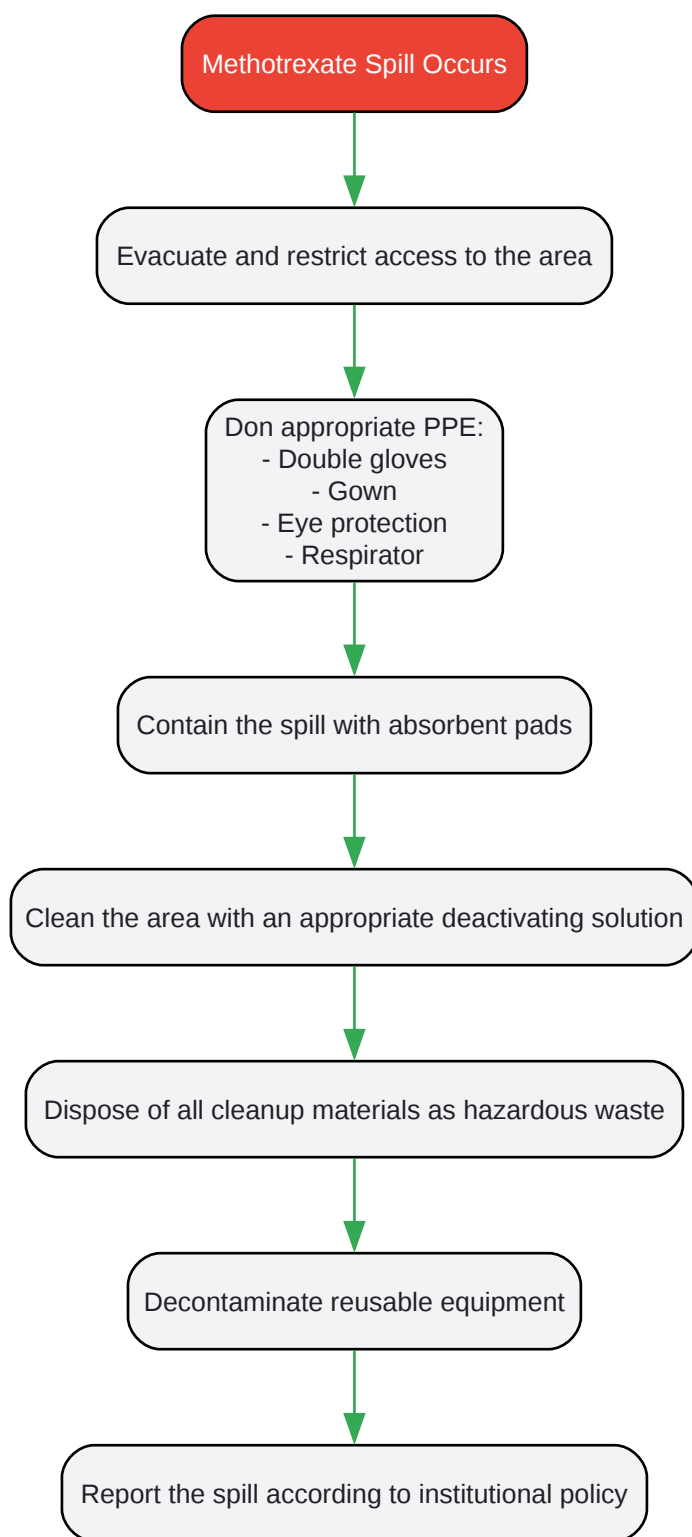 Methotrexate Spill Occurs
Evacuate and restrict access to the area
Don appropriate PPE:
- Double gloves
- Gown
- Eye protection
- Respirator
Contain the spill with absorbent pads
Clean the area with an appropriate deactivating solution
Dispose of all cleanup materials as hazardous waste
Decontaminate reusable equipment
Report the spill according to institutional policy